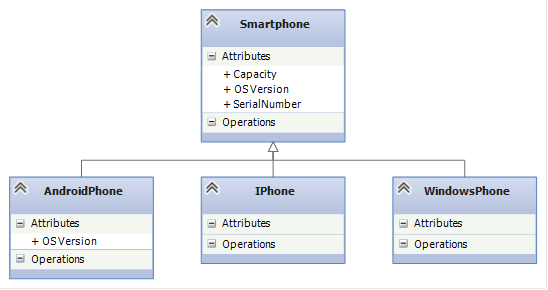 Smartphone
Attributes
+ Capacity
+ OSVersion
+ SerialNumber
Operations
AndroidPhone
Attributes
+ OSVersion
Operations
IPhone
Attributes
Operations
WindowsPhone
Attributes
Operations